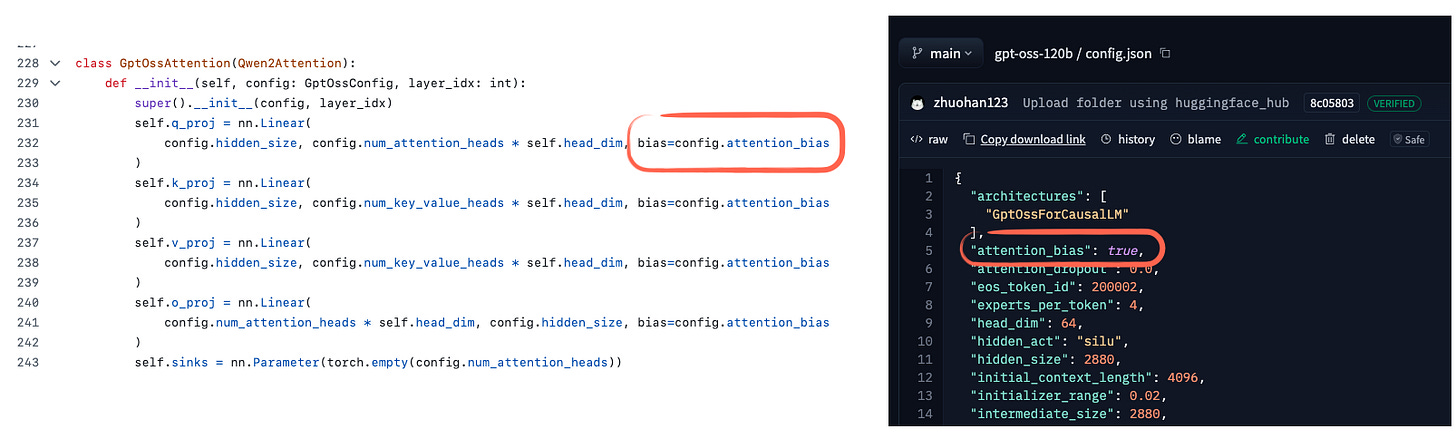 228 class GptOssAttention(Qwen2Attention):
229 def __init__(self, config: GptOssConfig, layer_idx: int):
230 super().__init__(config, layer_idx)
231 self.q_proj = nn.Linear(
232 config.hidden_size, config.num_attention_heads * self.head_dim, bias=config.attention_bias
233 )
234 self.k_proj = nn.Linear(
235 config.hidden_size, config.num_key_value_heads * self.head_dim, bias=config.attention_bias
236 )
237 self.v_proj = nn.Linear(
238 config.hidden_size, config.num_key_value_heads * self.head_dim, bias=config.attention_bias
239 )
240 self.o_proj = nn.Linear(
241 config.num_attention_heads * self.head_dim, config.hidden_size, bias=config.attention_bias
242 )
243 self.sinks = nn.Parameter(torch.empty(config.num_attention_heads))
main gpt-oss-120b / config.json
zhuohan123 Upload folder using huggingface_hub 8c05803 VERIFIED
</> raw Copy download link history blame contribute delete Safe
1 {
2 "architectures": [
3 "GptOssForCausalLM"
4 ],
5 "attention_bias": true,
6 "attention_dropout": 0.0,
7 "eos_token_id": 200002,
8 "experts_per_token": 4,
9 "head_dim": 64,
10 "hidden_act": "silu",
11 "hidden_size": 2880,
12 "initial_context_length": 4096,
13 "initializer_range": 0.02,
14 "intermediate_size": 2880,